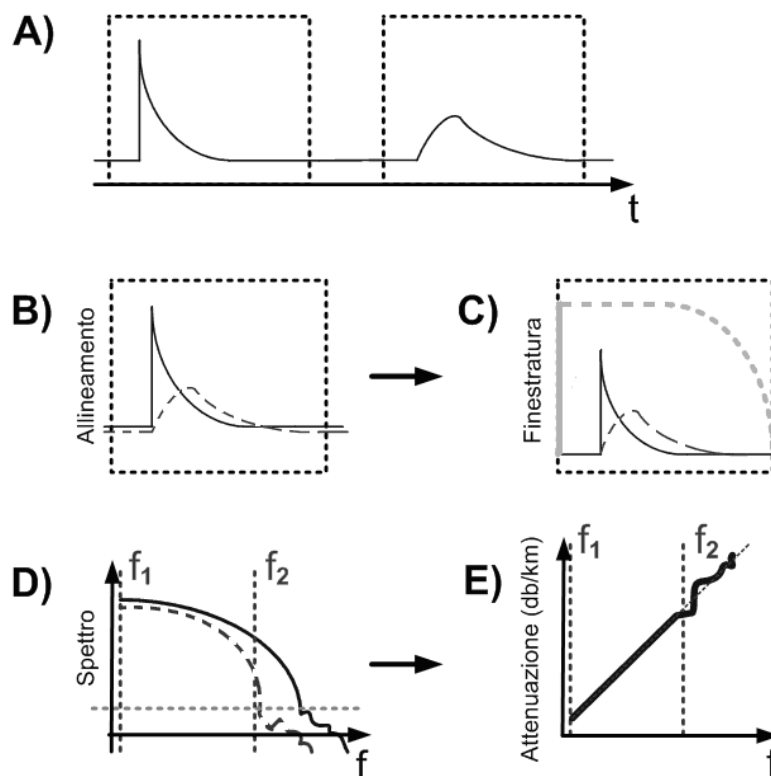 A)
t
B)
Allineamento
C)
Finestratura
D)
Spettro
f₁
f₂
f
E)
Attenuazione (db/km)
f₁
f₂
f